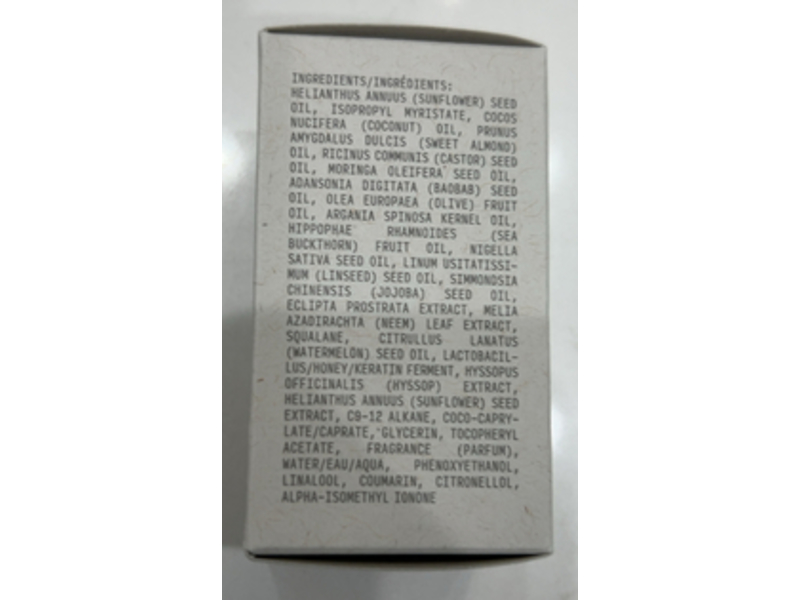 INGREDIENTS/INGRÉDIENTS:
HELIANTHUS ANNUUS (SUNFLOWER) SEED
OIL, ISOPROPYL MYRISTATE, COCOS
NUCIFERA (COCONUT) OIL, PRUNUS
AMYGDALUS DULCIS (SWEET ALMOND)
OIL, RICINUS COMMUNIS (CASTOR) SEED
OIL, MORINGA OLEIFERA SEED OIL,
ADANSONIA DIGITATA (BAOBAB) SEED
OIL, OLEA EUROPAEA (OLIVE) FRUIT
OIL, ARGANIA SPINOSA KERNEL OIL,
HIPPOPHAE RHAMNOIDES (SEA
BUCKTHORN) FRUIT OIL, NIGELLA
SATIVA SEED OIL, LINUM USITATISSI-
MUM (LINSEED) SEED OIL, SIMMONDSIA
CHINENSIS (JOJOBA) SEED OIL,
ECLIPTA PROSTRATA EXTRACT, MELIA
AZADIRACHTA (NEEM) LEAF EXTRACT,
SQUALANE, CITRULLUS LANATUS
(WATERMELON) SEED OIL, LACTOBACIL-
LUS/HONEY/KERATIN FERMENT, HYSSOPUS
OFFICINALIS (HYSSOP) EXTRACT,
HELIANTHUS ANNUUS (SUNFLOWER) SEED
EXTRACT, C9-12 ALKANE, COCO-CAPRY-
LATE/CAPRATE, GLYCERIN, TOCOPHERYL
ACETATE, FRAGRANCE (PARFUM),
WATER/EAU/AQUA, PHENOXYETHANOL,
LINALOOL, COUMARIN, CITRONELLOL,
ALPHA-ISOMETHYL IONONE